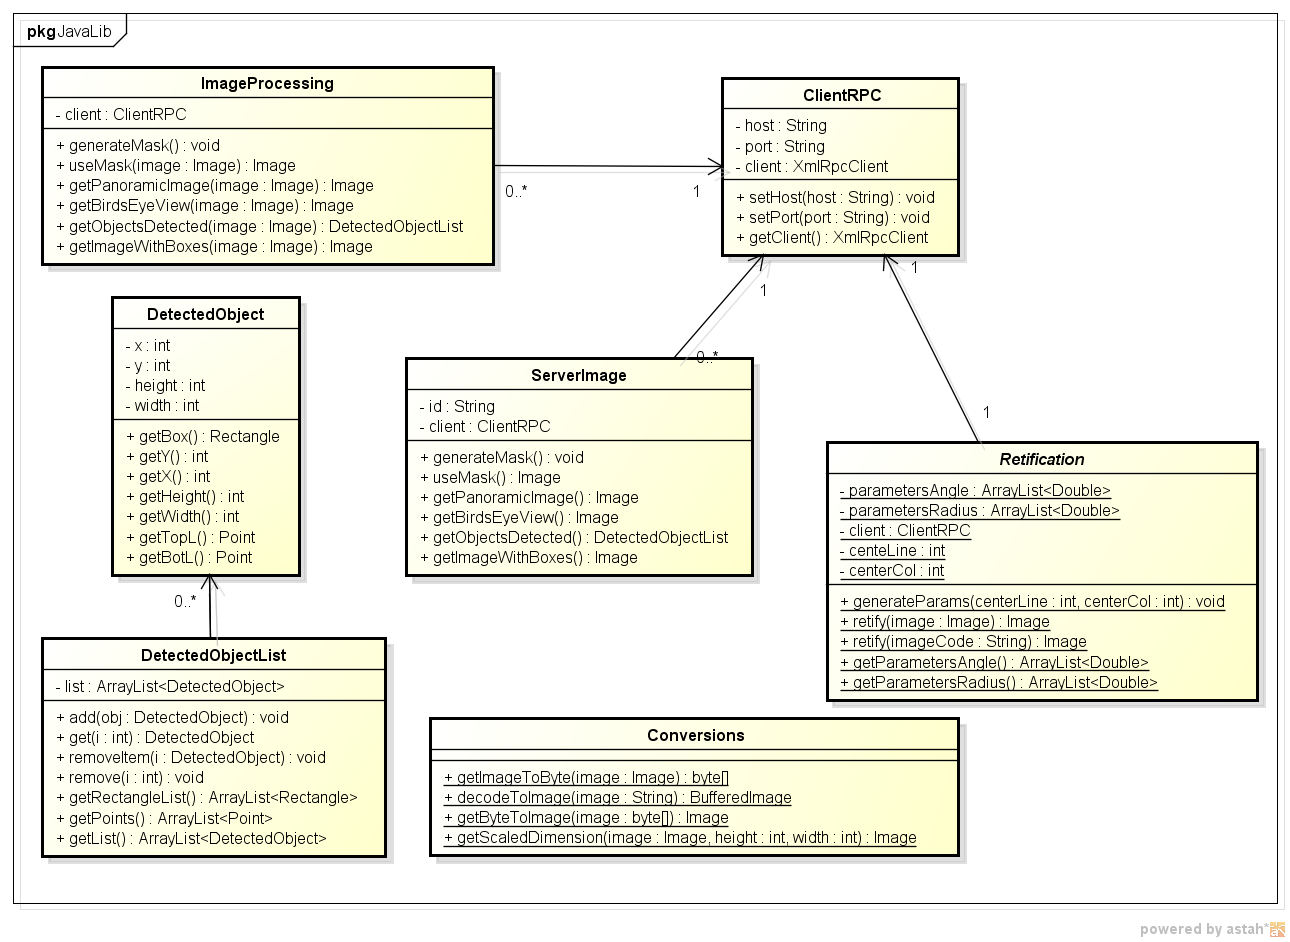 pkg JavaLib
ImageProcessing
- client : ClientRPC
+ generateMask() : void
+ useMask(image : Image) : Image
+ getPanoramicImage(image : Image) : Image
+ getBirdsEyeView(image : Image) : Image
+ getObjectsDetected(image : Image) : DetectedObjectList
+ getImageWithBoxes(image : Image) : Image
0..*
1
ClientRPC
- host : String
- port : String
- client : XmlRpcClient
+ setHost(host : String) : void
+ setPort(port : String) : void
+ getClient() : XmlRpcClient
1
1
DetectedObject
- x : int
- y : int
- height : int
- width : int
+ getBox() : Rectangle
+ getY() : int
+ getX() : int
+ getHeight() : int
+ getWidth() : int
+ getTopL() : Point
+ getBotL() : Point
0..*
0..*
ServerImage
- id : String
- client : ClientRPC
+ generateMask() : void
+ useMask() : Image
+ getPanoramicImage() : Image
+ getBirdsEyeView() : Image
+ getObjectsDetected() : DetectedObjectList
+ getImageWithBoxes() : Image
1
Retification
- parametersAngle : ArrayList<Double>
- parametersRadius : ArrayList<Double>
- client : ClientRPC
- centeLine : int
- centerCol : int
+ generateParams(centerLine : int, centerCol : int) : void
+ retify(image : Image) : Image
+ retify(imageCode : String) : Image
+ getParametersAngle() : ArrayList<Double>
+ getParametersRadius() : ArrayList<Double>
DetectedObjectList
- list : ArrayList<DetectedObject>
+ add(obj : DetectedObject) : void
+ get(i : int) : DetectedObject
+ removeItem(i : DetectedObject) : void
+ remove(i : int) : void
+ getRectangleList() : ArrayList<Rectangle>
+ getPoints() : ArrayList<Point>
+ getList() : ArrayList<DetectedObject>
Conversions
+ getImageToByte(image : Image) : byte[]
+ decodeToImage(image : String) : BufferedImage
+ getByteToImage(image : byte[]) : Image
+ getScaledDimension(image : Image, height : int, width : int) : Image
powered by astah*